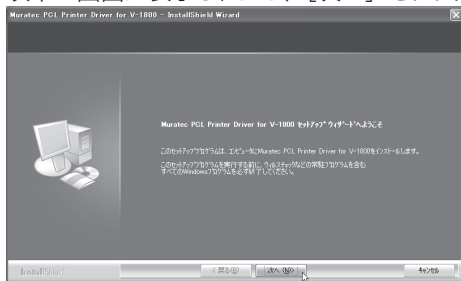 Muratec PCL Printer Driver for V-1800 - InstallShield Wizard
Muratec PCL Printer Driver for V-1800 セットアップ ウィザードへようこそ
このセットアッププログラムは、コンピュータにMuratec PCL Printer Driver for V-1800をインストールします。
このセットアッププログラムを実行する前に、ウィルスチェックなどの常駐プログラムを含む
すべてのWindowsプログラムを必ず終了してください。
InstallShield
< 戻る(B)
次へ (N) >
キャンセル